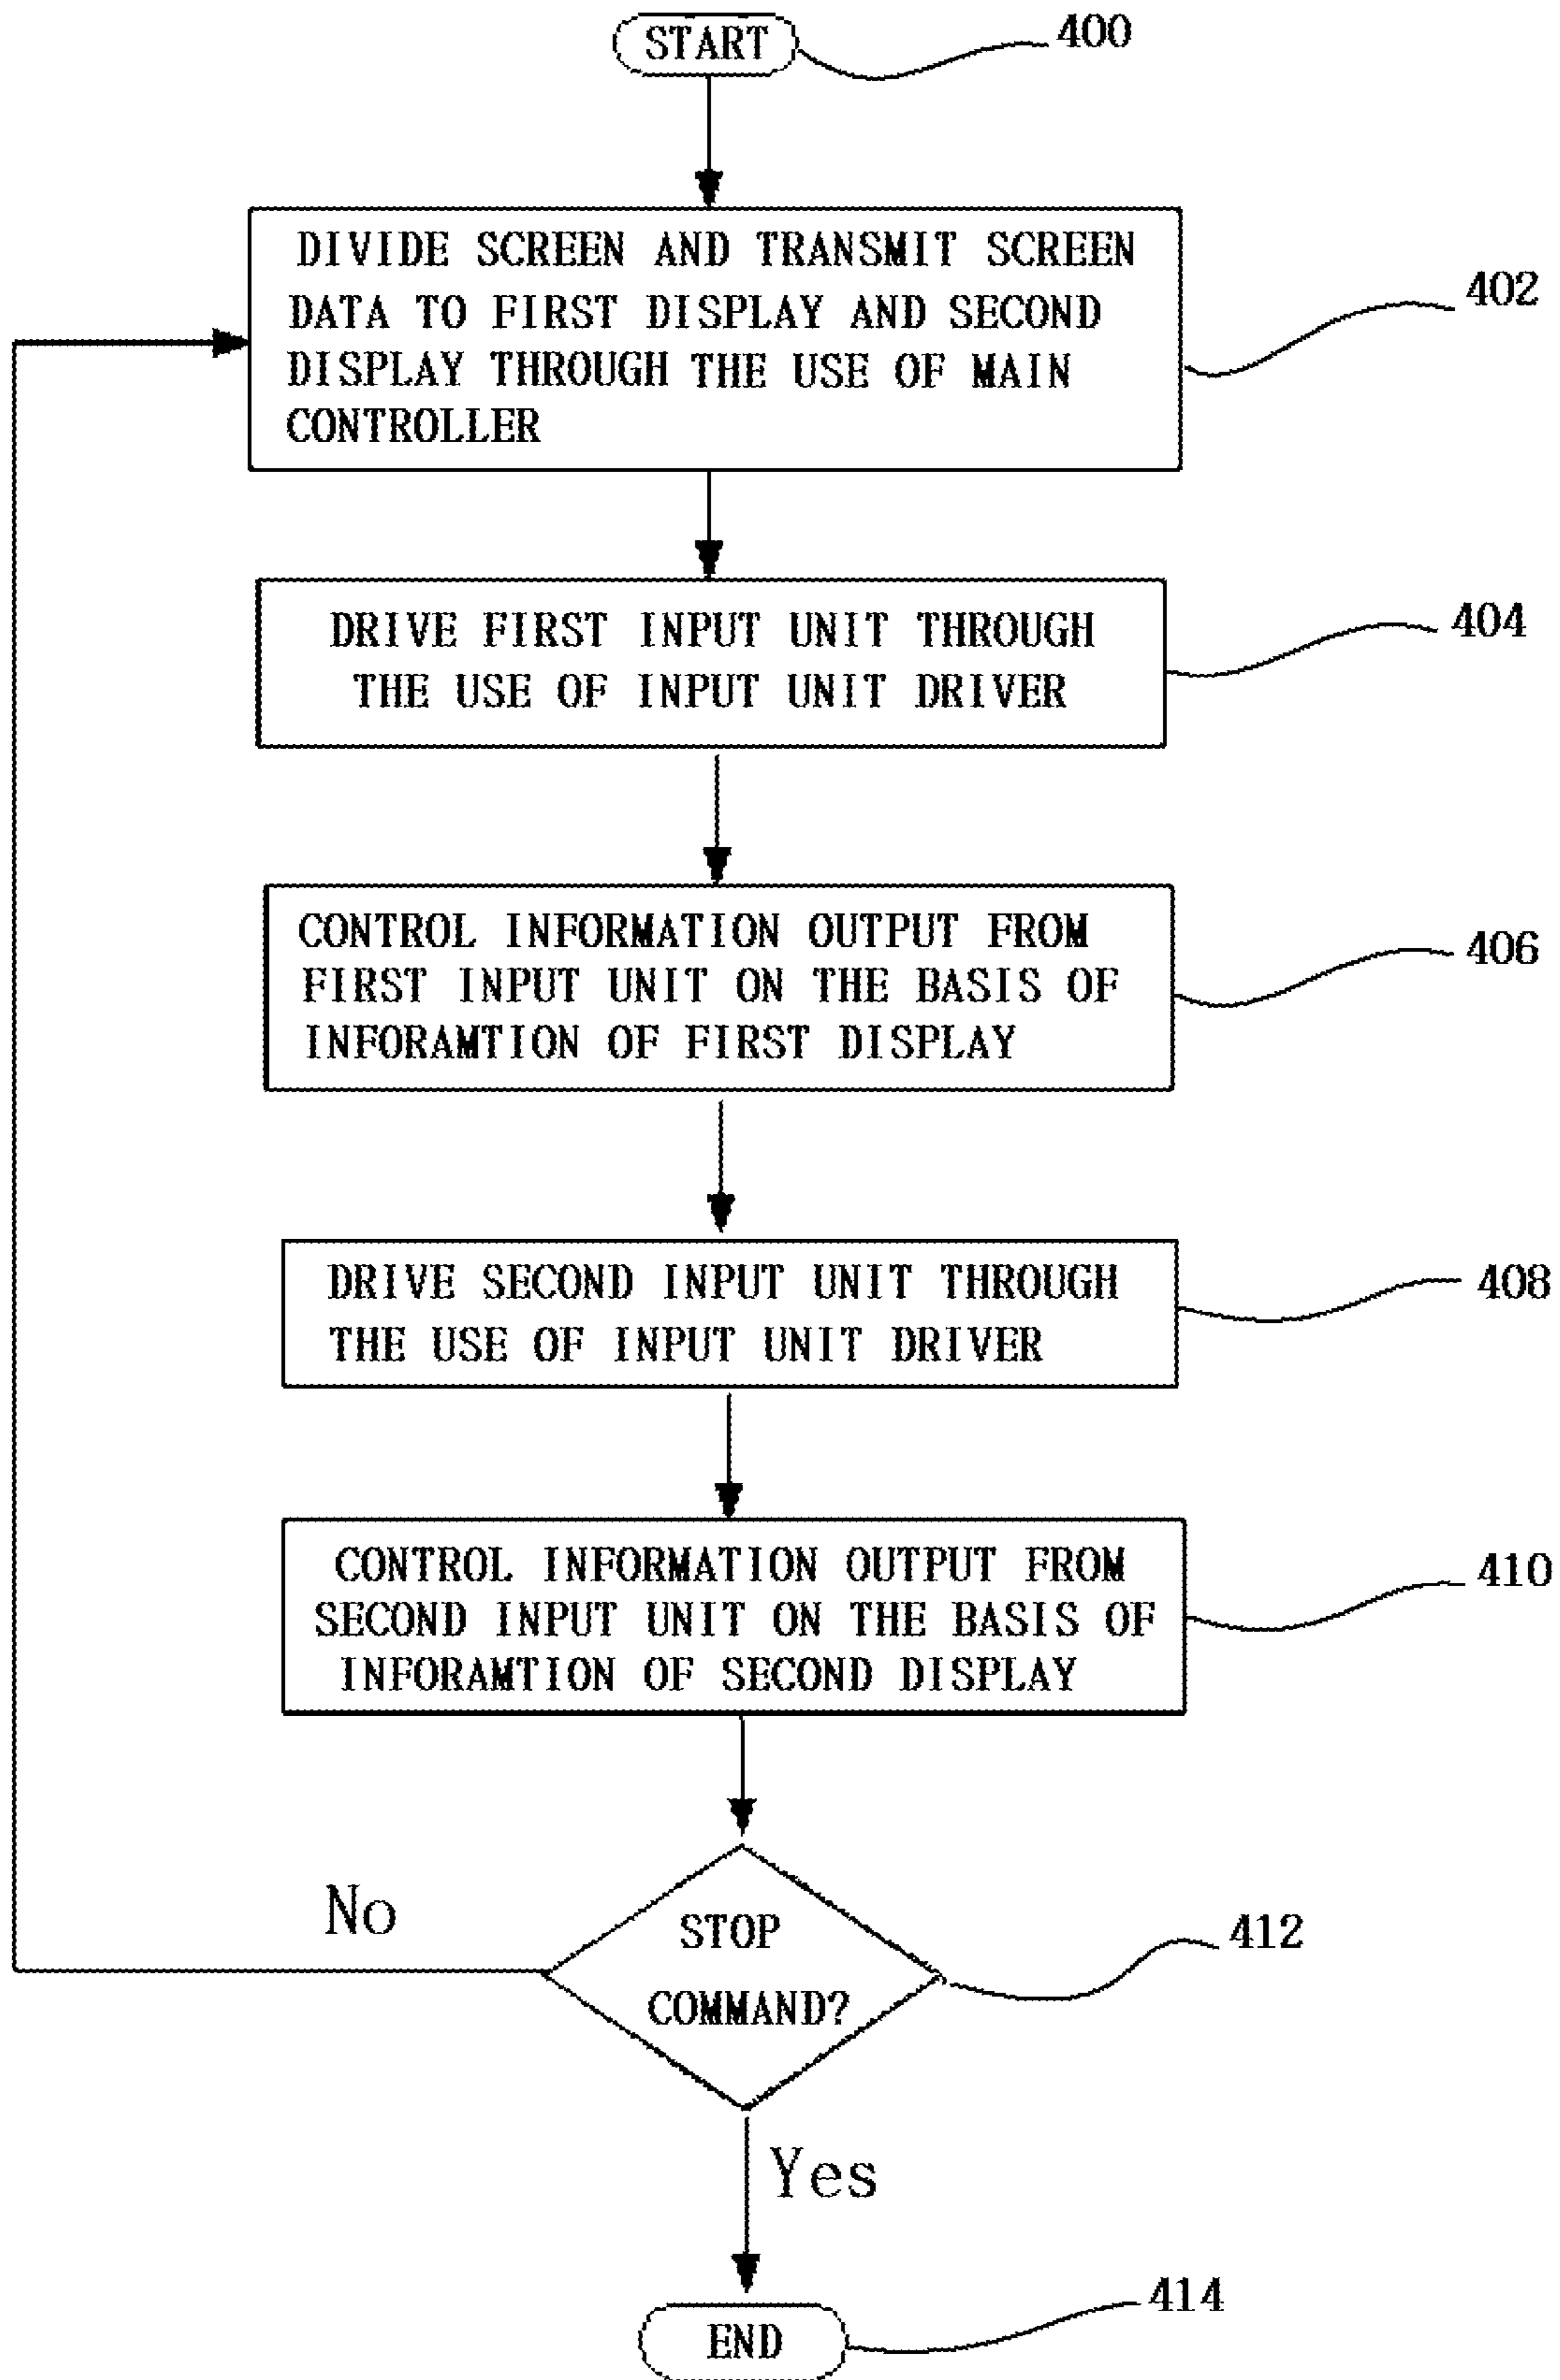 START
400
DIVIDE SCREEN AND TRANSMIT SCREEN
DATA TO FIRST DISPLAY AND SECOND
DISPLAY THROUGH THE USE OF MAIN
CONTROLLER
402
DRIVE FIRST INPUT UNIT THROUGH
THE USE OF INPUT UNIT DRIVER
404
CONTROL INFORMATION OUTPUT FROM
FIRST INPUT UNIT ON THE BASIS OF
INFORAMTION OF FIRST DISPLAY
406
DRIVE SECOND INPUT UNIT THROUGH
THE USE OF INPUT UNIT DRIVER
408
CONTROL INFORMATION OUTPUT FROM
SECOND INPUT UNIT ON THE BASIS OF
INFORAMTION OF SECOND DISPLAY
410
No
STOP
COMMAND?
412
Yes
END
414